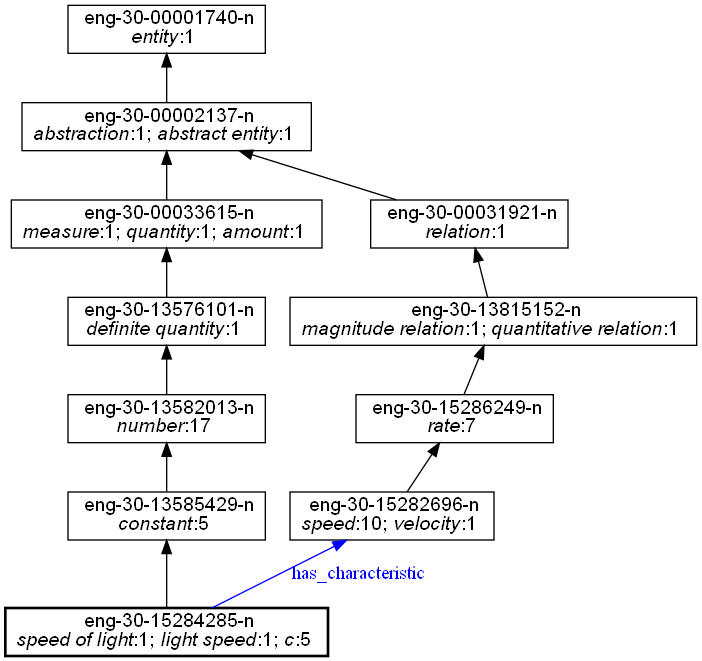 eng-30-00001740-n
entity:1
eng-30-00002137-n
abstraction:1; abstract entity:1
eng-30-00033615-n
measure:1; quantity:1; amount:1
eng-30-00031921-n
relation:1
eng-30-13576101-n
definite quantity:1
eng-30-13815152-n
magnitude relation:1; quantitative relation:1
eng-30-13582013-n
number:17
eng-30-15286249-n
rate:7
eng-30-13585429-n
constant:5
eng-30-15282696-n
speed:10; velocity:1
has_characteristic
eng-30-15284285-n
speed of light:1; light speed:1; c:5